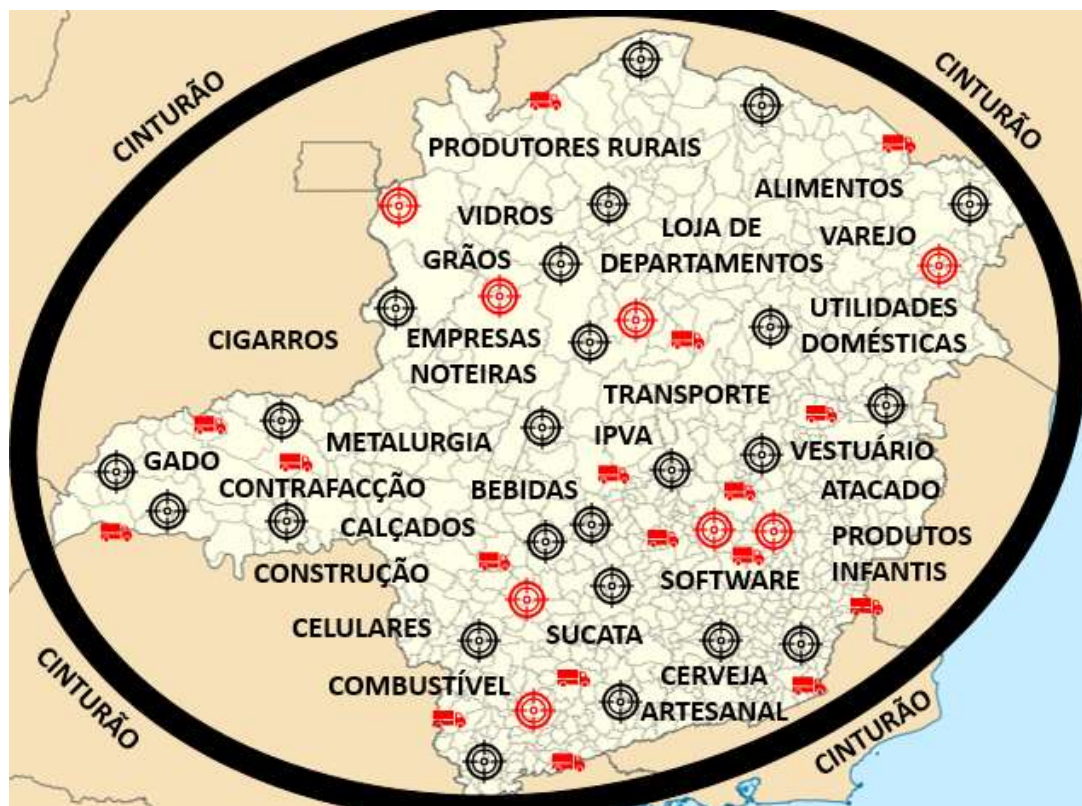 CINTURÃO
CINTURÃO
PRODUTORES RURAIS
ALIMENTOS
VIDROS
LOJA DE
DEPARTAMENTOS
VAREJO
GRÃOS
UTILIDADES
DOMÉSTICAS
CIGARROS
EMPRESAS
NOTEIRAS
TRANSPORTE
METALURGIA
IPVA
VESTUÁRIO
GADO
CONTRAFACÇÃO
BEBIDAS
ATACADO
CALÇADOS
PRODUTOS
INFANTIS
CONSTRUÇÃO
SOFTWARE
CELULARES
SUCATA
COMBUSTÍVEL
CERVEJA
ARTESANAL
CINTURÃO
CINTURÃO